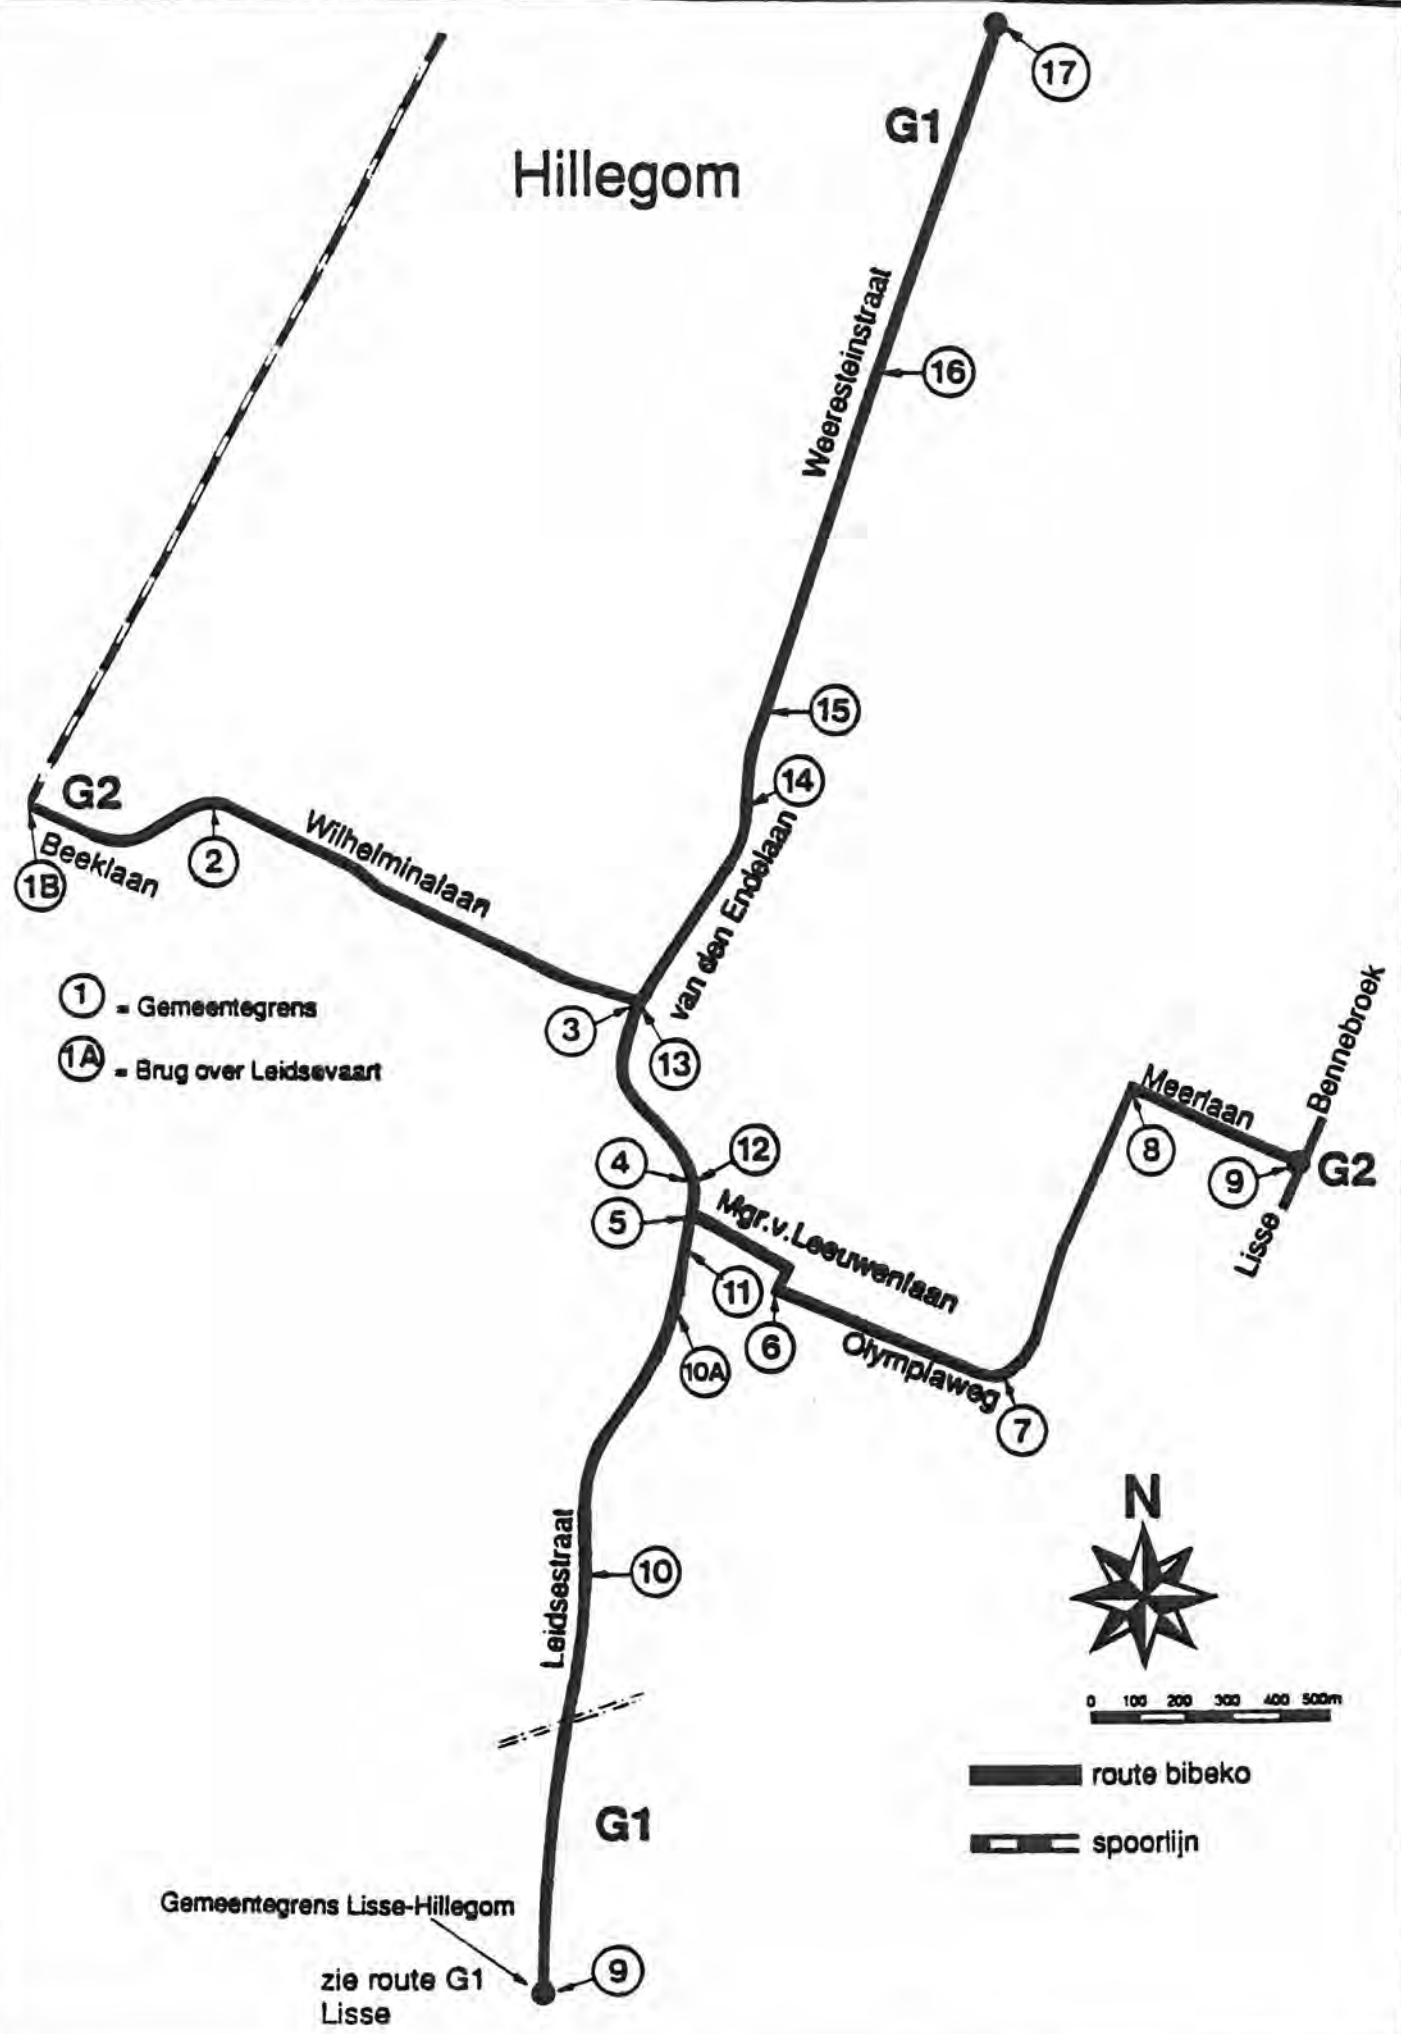 17
G1
Hillegom
Weeresteinstraat
16
15
14
G2
Beeklaan
1B
2
Wilhelminalaan
van den Endelaan
1 = Gemeentegrens
1A = Brug over Leidsevaart
3
13
Bennebroek
Meerlaan
8
9
G2
Lisse
4
12
5
Mgr.v.Leeuwenlaan
11
6
10A
Olympiaweg
7
N
Leidsestraat
10
0 100 200 300 400 500m
route bibeko
spoorlijn
G1
Gemeentegrens Lisse-Hillegom
9
zie route G1
Lisse